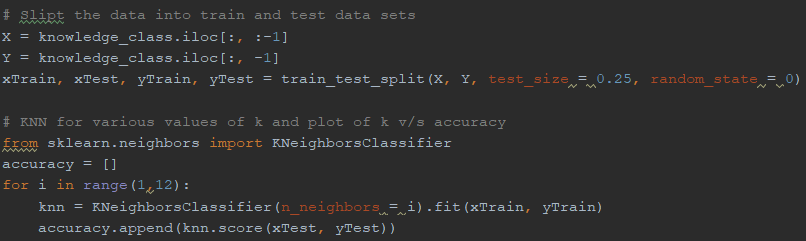 # Slipt the data into train and test data sets
X = knowledge_class.iloc[:, :-1]
Y = knowledge_class.iloc[:, -1]
xTrain, xTest, yTrain, yTest = train_test_split(X, Y, test_size = 0.25, random_state = 0)
# KNN for various values of k and plot of k v/s accuracy
from sklearn.neighbors import KNeighborsClassifier
accuracy = []
for i in range(1,12):
    knn = KNeighborsClassifier(n_neighbors = i).fit(xTrain, yTrain)
    accuracy.append(knn.score(xTest, yTest))